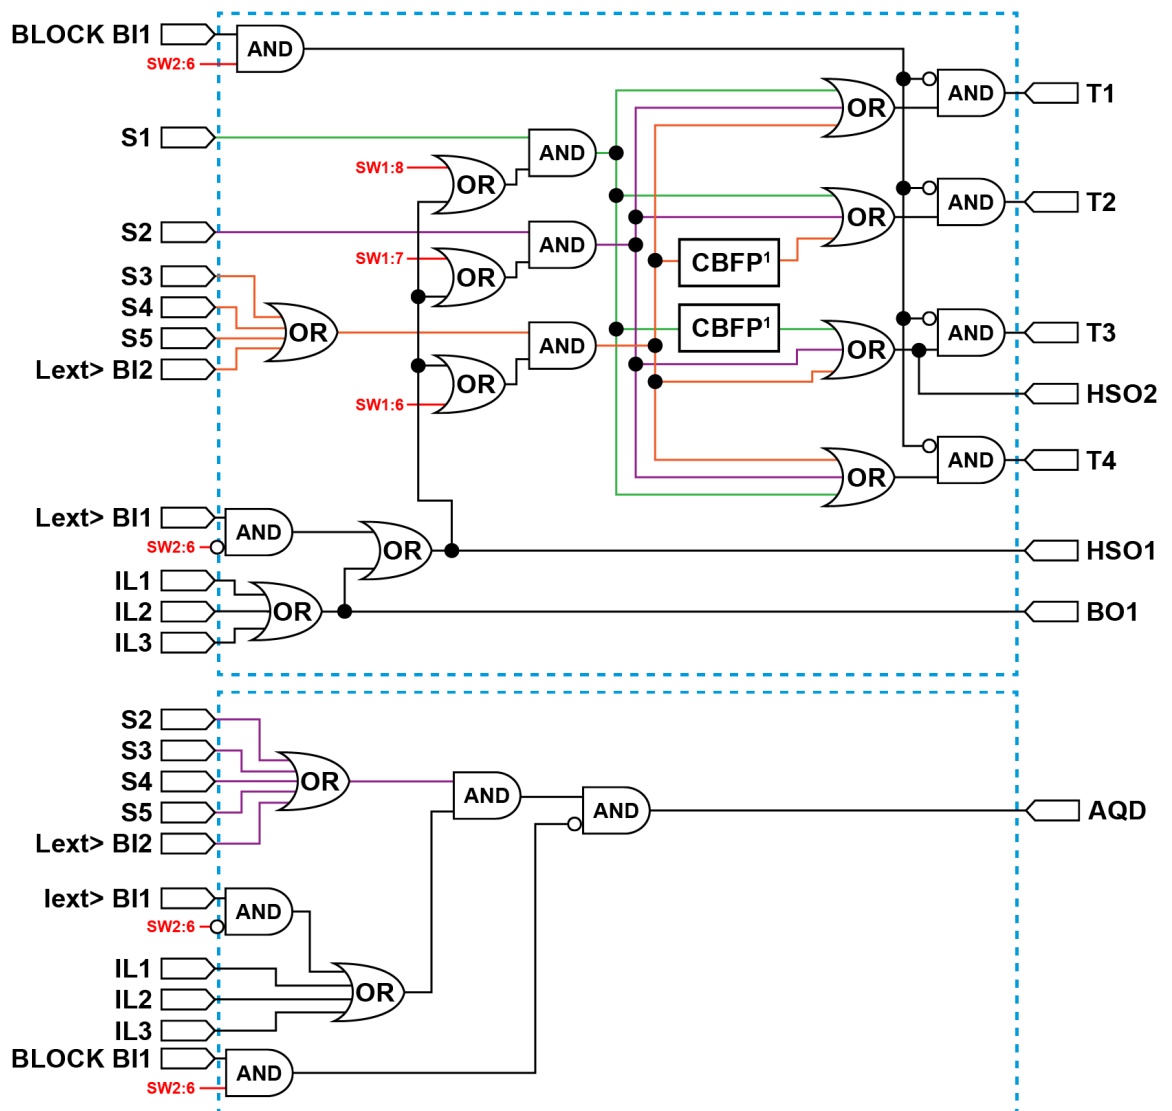 BLOCK BI1
SW2:6
AND
AND
T1
OR
S1
AND
SW1:8
OR
AND
T2
OR
S2
AND
SW1:7
OR
CBFP¹
S3
S4
S5
Lext> BI2
OR
CBFP¹
AND
T3
OR
AND
HSO2
OR
SW1:6
AND
T4
OR
Lext> BI1
SW2:6
AND
OR
HSO1
IL1
IL2
IL3
OR
BO1
S2
S3
S4
S5
Lext> BI2
OR
AND
AND
AQD
Iext> BI1
SW2:6
AND
IL1
IL2
IL3
OR
BLOCK BI1
SW2:6
AND